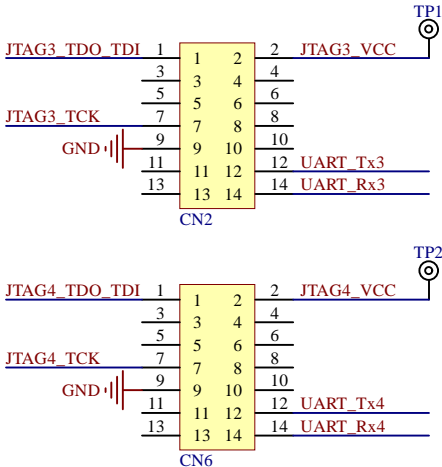 TP1
JTAG3_TDO_TDI 1 1 2 2 JTAG3_VCC
3 3 4 4
5 5 6 6
JTAG3_TCK 7 7 8 8
GND 9 9 10 10
11 11 12 12 UART_Tx3
13 13 14 14 UART_Rx3
CN2
TP2
JTAG4_TDO_TDI 1 1 2 2 JTAG4_VCC
3 3 4 4
5 5 6 6
JTAG4_TCK 7 7 8 8
GND 9 9 10 10
11 11 12 12 UART_Tx4
13 13 14 14 UART_Rx4
CN6